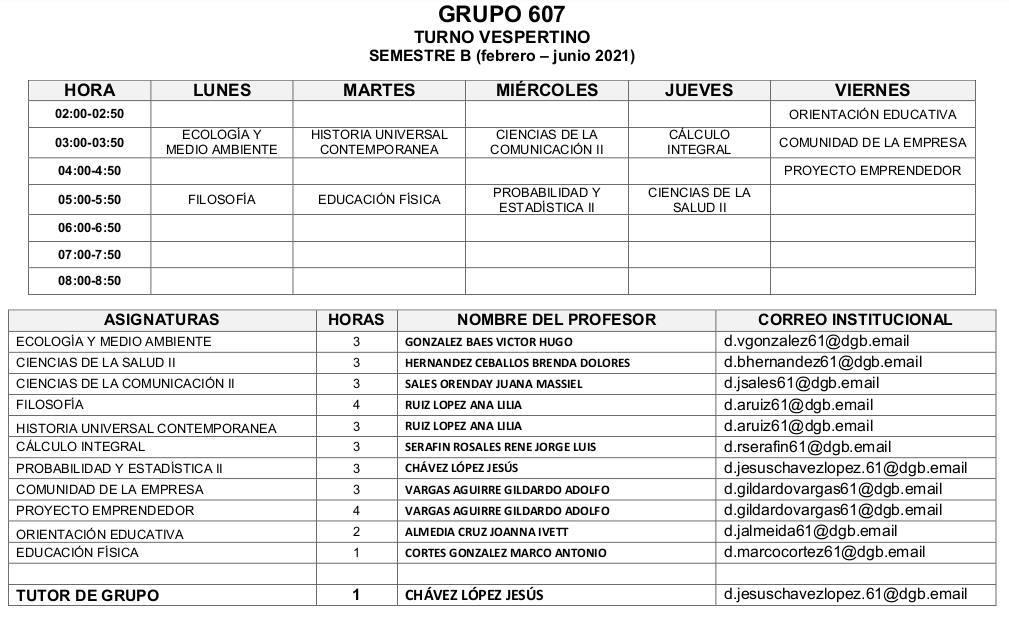 GRUPO 607
TURNO VESPERTINO
SEMESTRE B (febrero – junio 2021)
HORA LUNES MARTES MIÉRCOLES JUEVES VIERNES
02:00-02:50 ORIENTACIÓN EDUCATIVA
03:00-03:50 ECOLOGÍA Y MEDIO AMBIENTE HISTORIA UNIVERSAL CONTEMPORANEA CIENCIAS DE LA COMUNICACIÓN II CÁLCULO INTEGRAL COMUNIDAD DE LA EMPRESA
04:00-4:50 PROYECTO EMPRENDEDOR
05:00-5:50 FILOSOFÍA EDUCACIÓN FÍSICA PROBABILIDAD Y ESTADÍSTICA II CIENCIAS DE LA SALUD II
06:00-6:50
07:00-7:50
08:00-8:50
ASIGNATURAS HORAS NOMBRE DEL PROFESOR CORREO INSTITUCIONAL
ECOLOGÍA Y MEDIO AMBIENTE 3 GONZALEZ BAES VICTOR HUGO d.vgonzalez61@dgb.email
CIENCIAS DE LA SALUD II 3 HERNANDEZ CEBALLOS BRENDA DOLORES d.bhernandez61@dgb.email
CIENCIAS DE LA COMUNICACIÓN II 3 SALES ORENDAY JUANA MASSIEL d.jsales61@dgb.email
FILOSOFÍA 4 RUIZ LOPEZ ANA LILIA d.aruiz61@dgb.email
HISTORIA UNIVERSAL CONTEMPORANEA 3 RUIZ LOPEZ ANA LILIA d.aruiz61@dgb.email
CÁLCULO INTEGRAL 3 SERAFIN ROSALES RENE JORGE LUIS d.rserafin61@dgb.email
PROBABILIDAD Y ESTADÍSTICA II 3 CHÁVEZ LÓPEZ JESÚS d.jesuschavezlopez.61@dgb.email
COMUNIDAD DE LA EMPRESA 3 VARGAS AGUIRRE GILDARDO ADOLFO d.gildardovargas61@dgb.email
PROYECTO EMPRENDEDOR 4 VARGAS AGUIRRE GILDARDO ADOLFO d.gildardovargas61@dgb.email
ORIENTACIÓN EDUCATIVA 2 ALMEDIA CRUZ JOANNA IVETT d.jalmeida61@dgb.email
EDUCACIÓN FÍSICA 1 CORTES GONZALEZ MARCO ANTONIO d.marcocortez61@dgb.email
TUTOR DE GRUPO 1 CHÁVEZ LÓPEZ JESÚS d.jesuschavezlopez.61@dgb.email